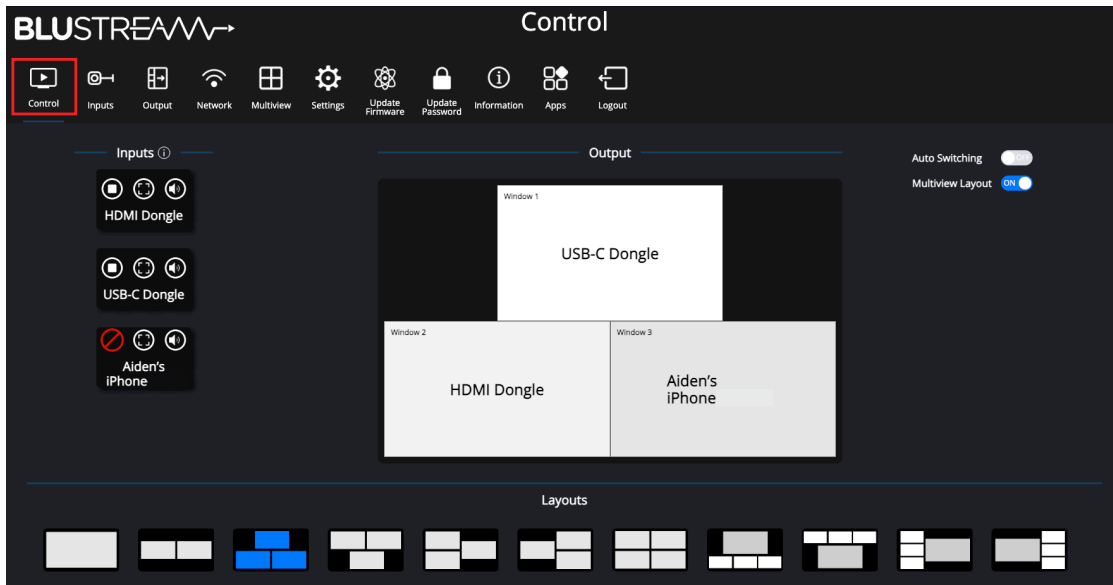 BLUSTREAM
Control
Control
Inputs
Output
Network
Multiview
Settings
Update
Firmware
Update
Password
Information
Apps
Logout
Inputs
HDMI Dongle
USB-C Dongle
Aiden's
iPhone
Output
Window 1
USB-C Dongle
Window 2
HDMI Dongle
Window 3
Aiden's
iPhone
Auto Switching OFF
Multiview Layout ON
Layouts